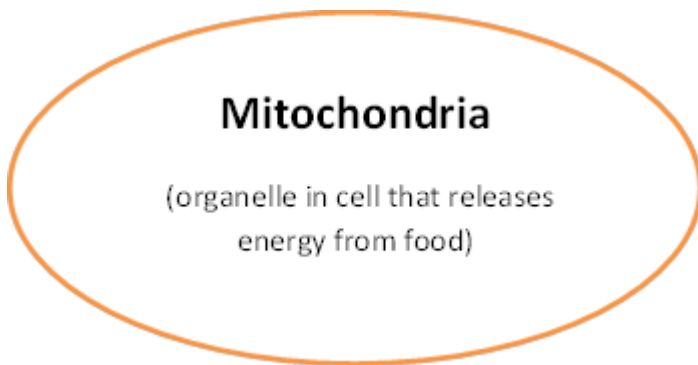 Mitochondria
(organelle in cell that releases
energy from food)